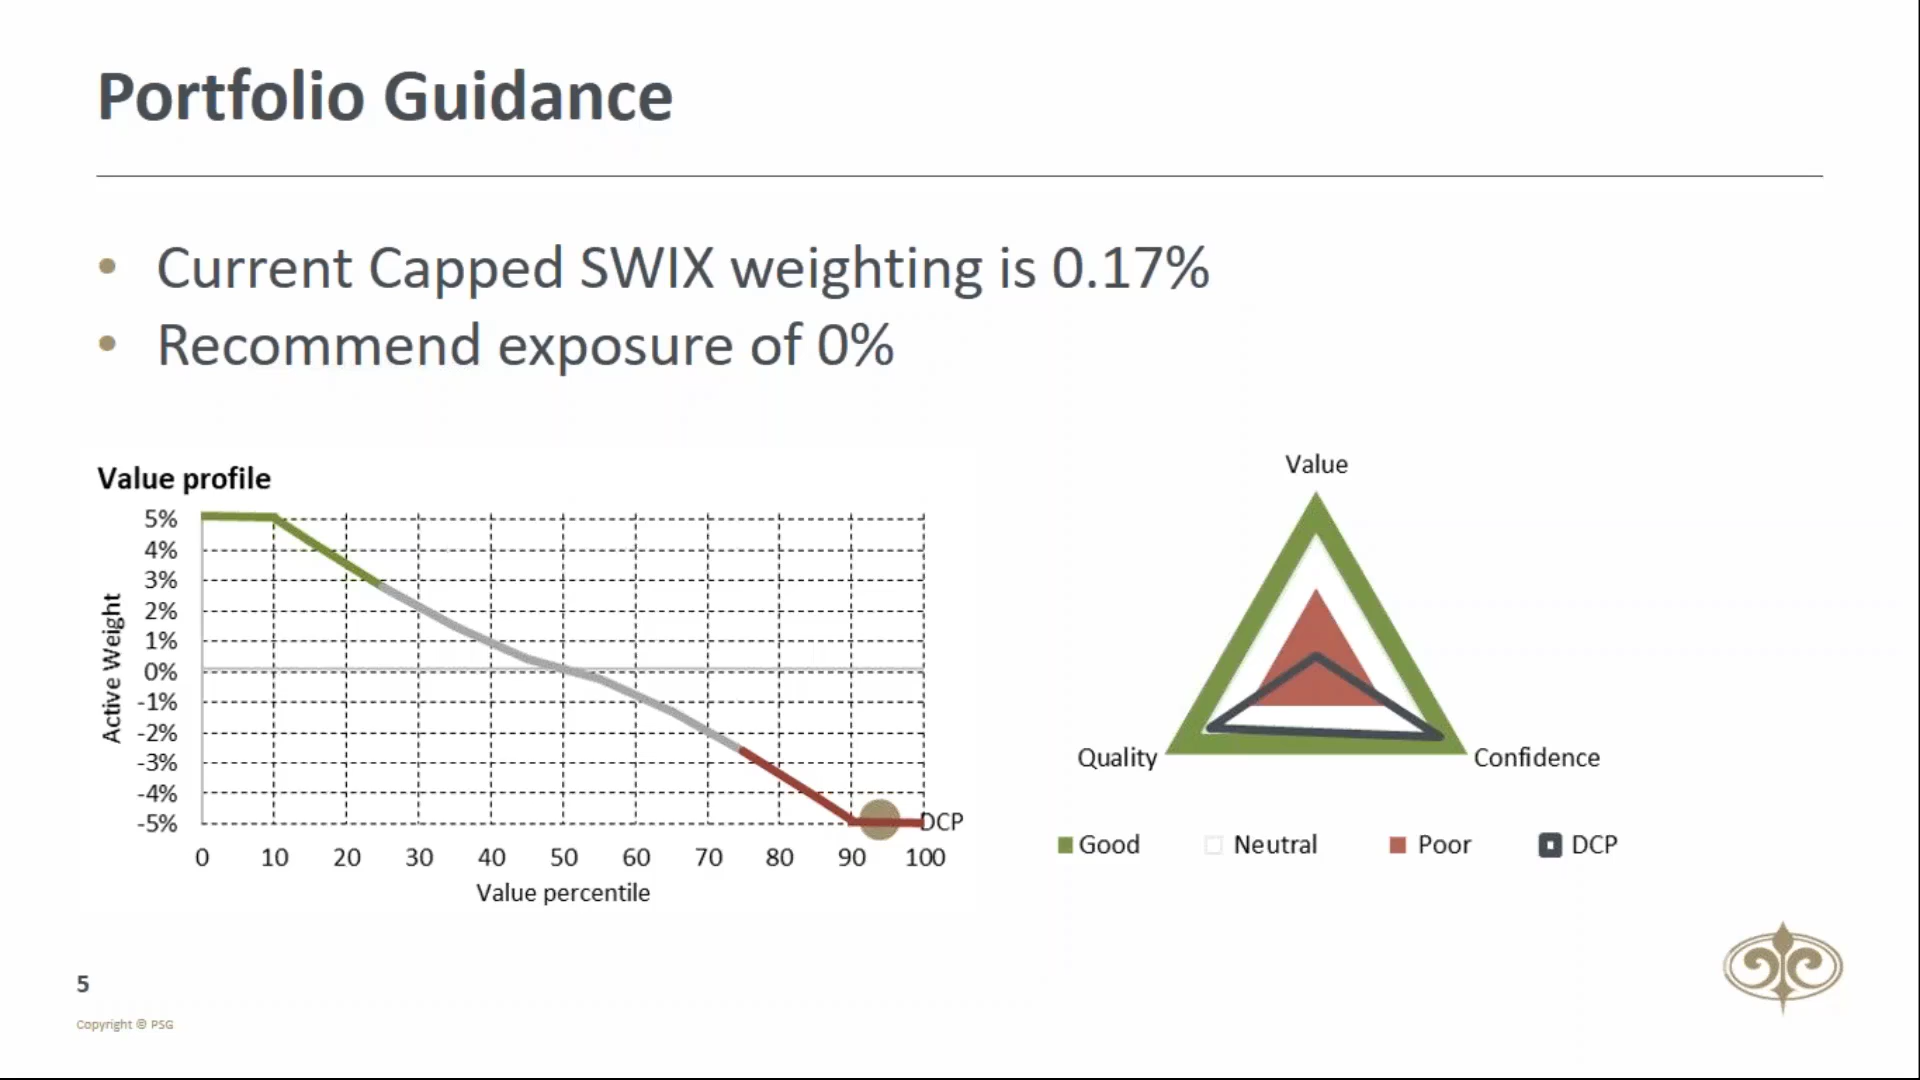 Portfolio Guidance
• Current Capped SWIX weighting is 0.17%
• Recommend exposure of 0%
Value profile
Active Weight
5%
4%
3%
2%
1%
0%
-1%
-2%
-3%
-4%
-5%
DCP
0 10 20 30 40 50 60 70 80 90 100
Value percentile
Value
Quality
Confidence
Good Neutral Poor DCP
5
Copyright © PSG